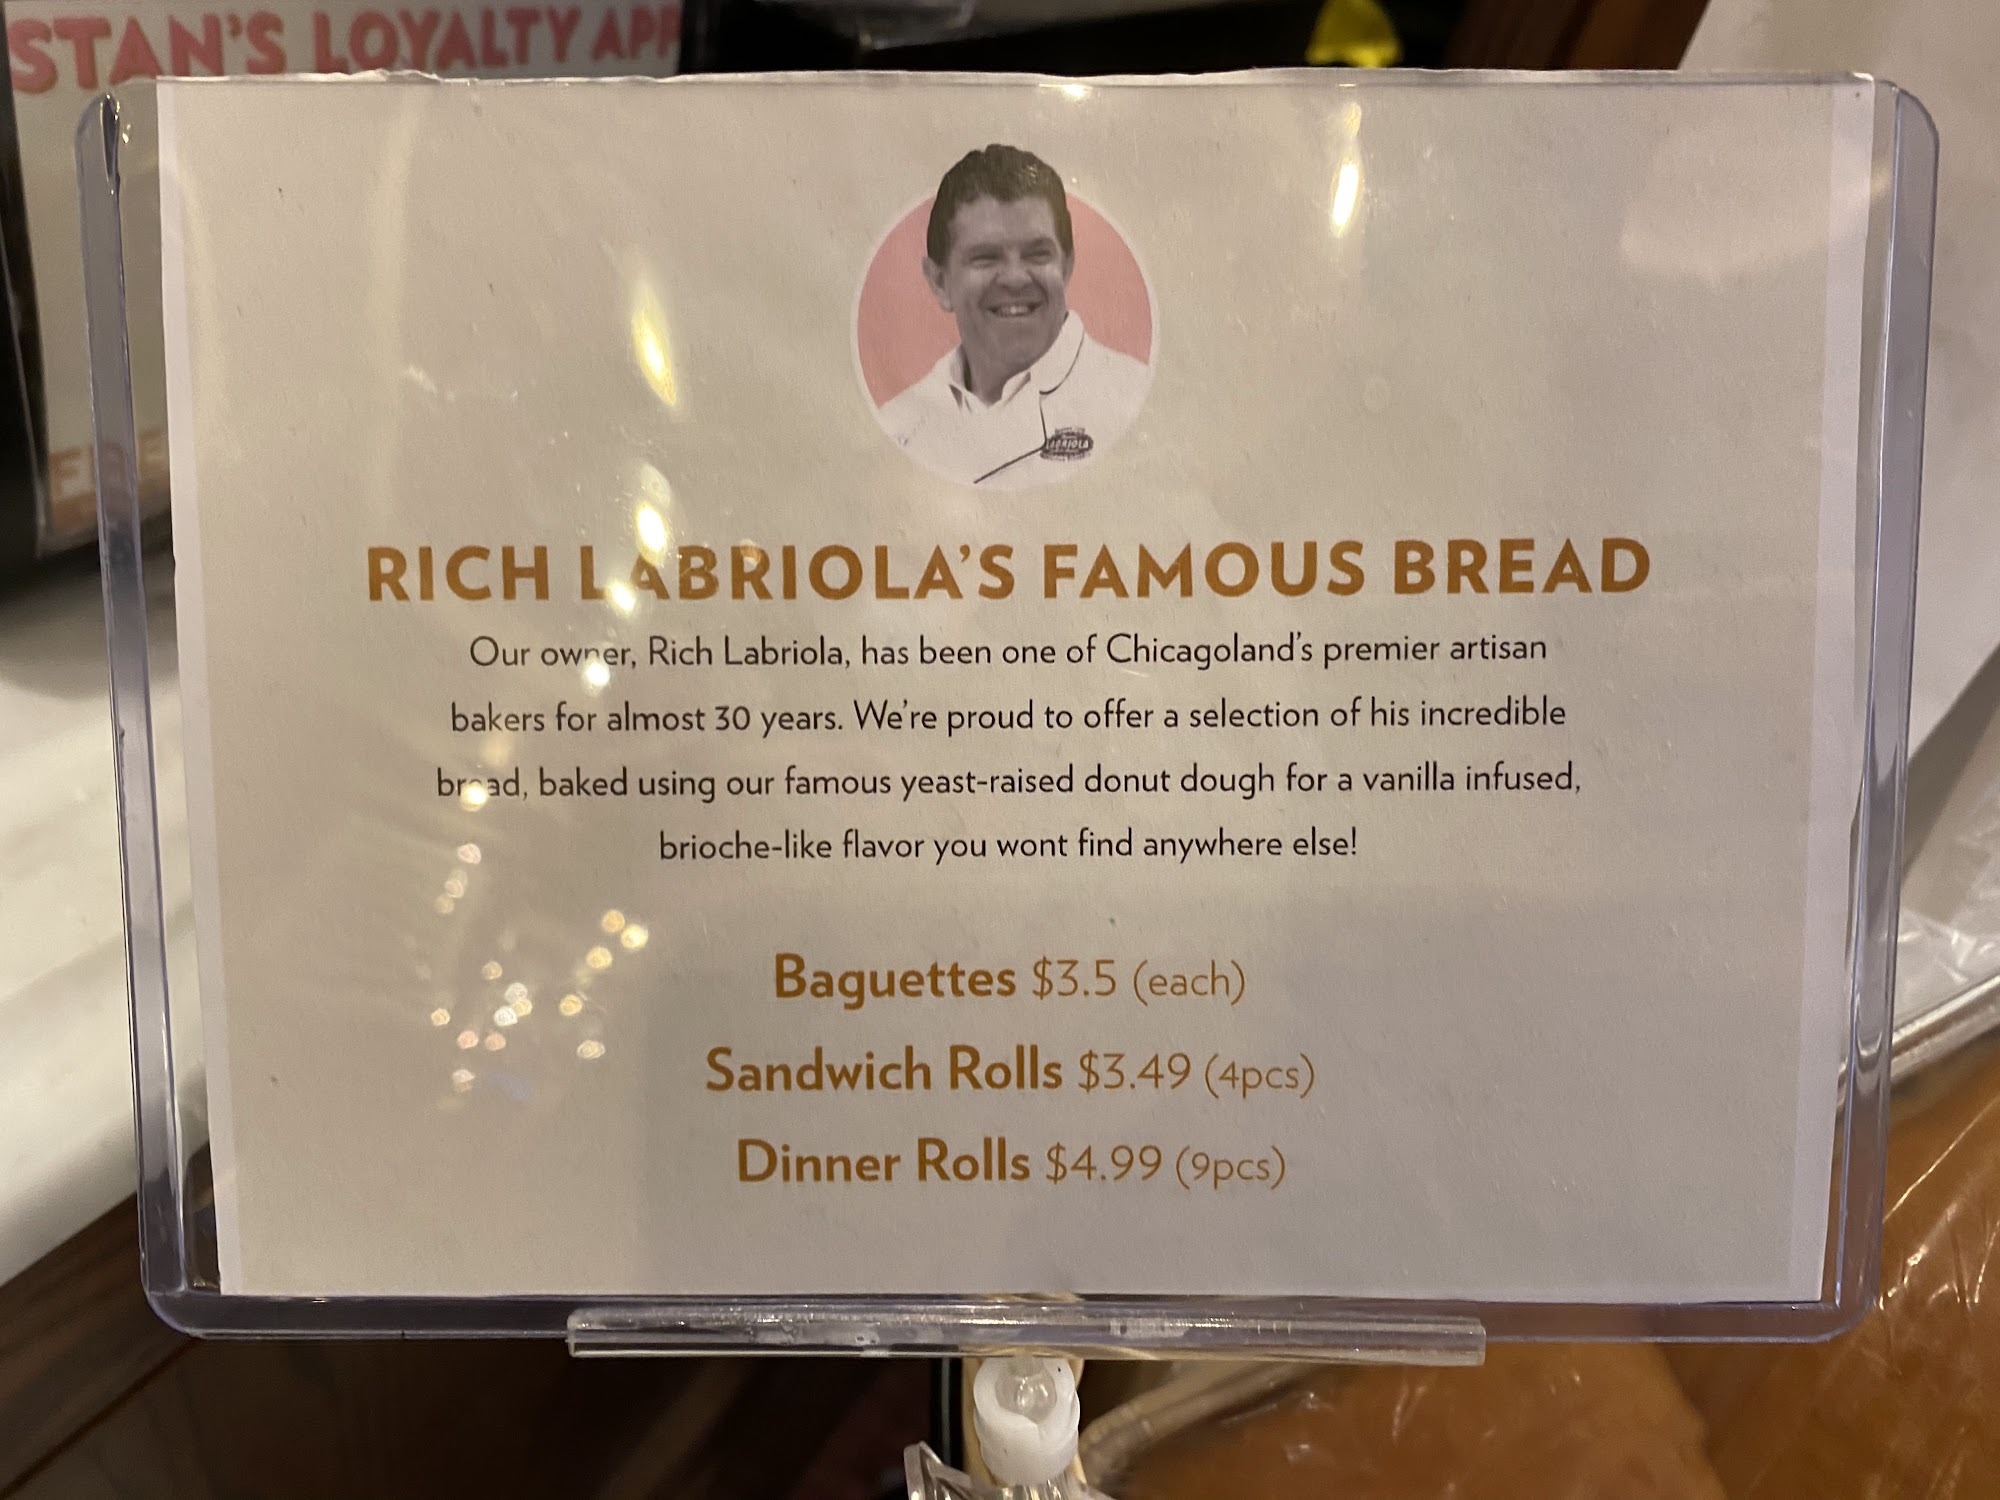 STAN'S LOYALTY APP
LABRIOLA
RICH LABRIOLA'S FAMOUS BREAD
Our owner, Rich Labriola, has been one of Chicagoland's premier artisan
bakers for almost 30 years. We're proud to offer a selection of his incredible
bread, baked using our famous yeast-raised donut dough for a vanilla infused,
brioche-like flavor you wont find anywhere else!
Baguettes $3.5 (each)
Sandwich Rolls $3.49 (4pcs)
Dinner Rolls $4.99 (9pcs)